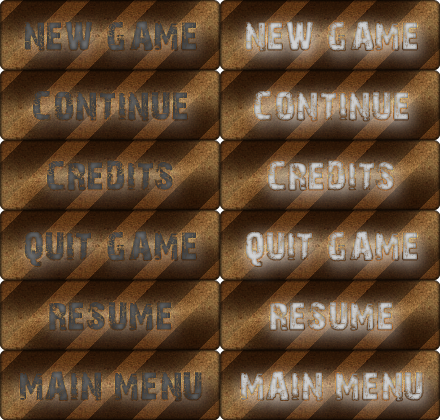 NEW GAME NEW GAME
CONTINUE CONTINUE
CREDITS CREDITS
QUIT GAME QUIT GAME
RESUME RESUME
MAIN MENU MAIN MENU